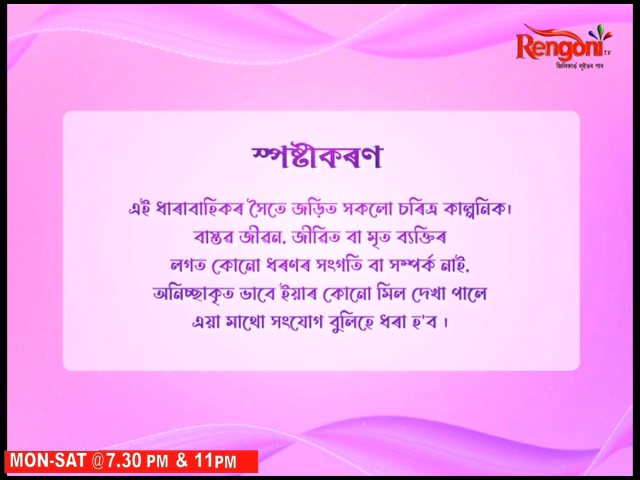 Rengoni TV
জিলিকাওঁ লুইতৰ পাৰ
স্পষ্টীকৰণ
এই ধাৰাবাহিকৰ সৈতে জড়িত সকলো চৰিত্ৰ কাল্পনিক।
বাস্তৱ জীৱন, জীৱিত বা মৃত ব্যক্তিৰ
লগত কোনো ধৰণৰ সংগতি বা সম্পৰ্ক নাই,
অনিচ্ছাকৃত ভাবে ইয়াৰ কোনো মিল দেখা পালে
এয়া মাথো সংযোগ বুলিহে ধৰা হ'ব ।
MON-SAT @ 7.30 PM & 11PM